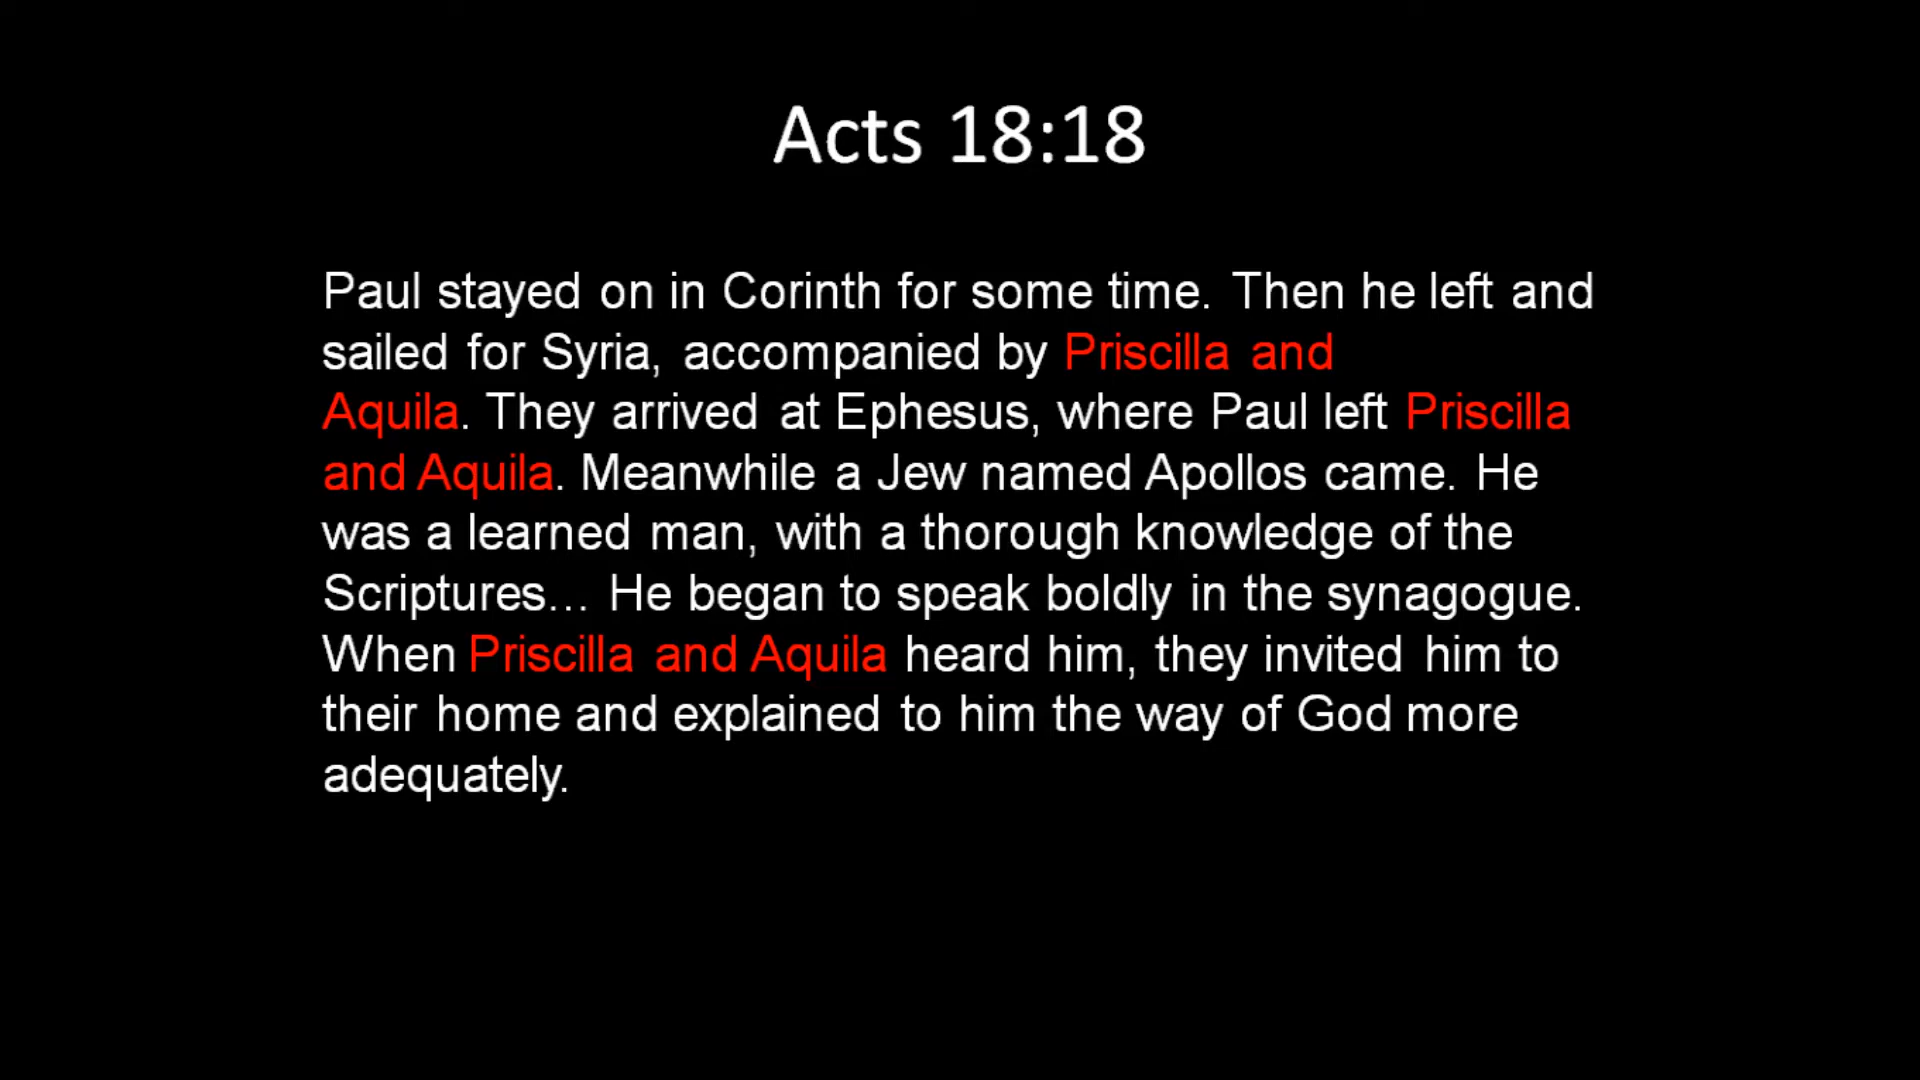 Acts 18:18
Paul stayed on in Corinth for some time. Then he left and
sailed for Syria, accompanied by Priscilla and
Aquila. They arrived at Ephesus, where Paul left Priscilla
and Aquila. Meanwhile a Jew named Apollos came. He
was a learned man, with a thorough knowledge of the
Scriptures… He began to speak boldly in the synagogue.
When Priscilla and Aquila heard him, they invited him to
their home and explained to him the way of God more
adequately.